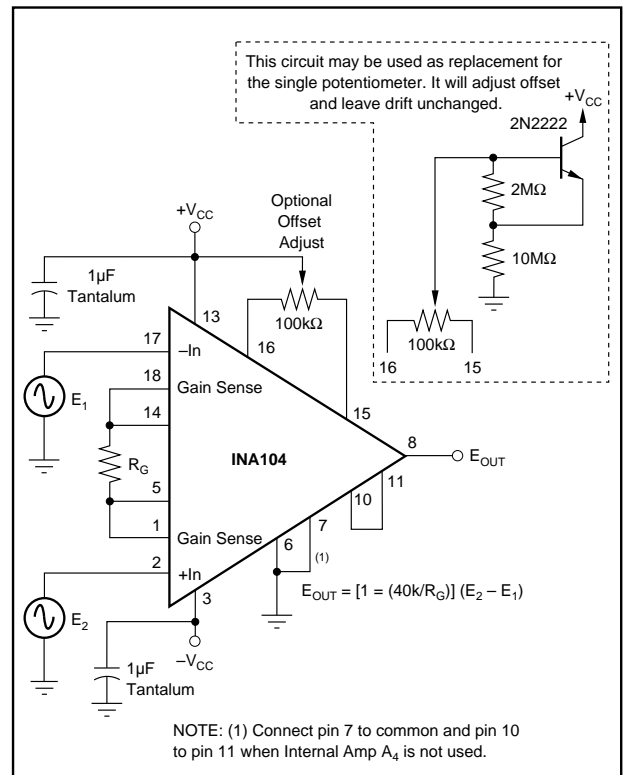 This circuit may be used as replacement for
the single potentiometer. It will adjust offset
and leave drift unchanged.
+VCC
2N2222
2MΩ
10MΩ
100kΩ
16
15
Optional
Offset
Adjust
+VCC
1µF
Tantalum
13
100kΩ
16
15
17
–In
E1
18
Gain Sense
14
RG
INA104
8
EOUT
5
10
11
1
Gain Sense
6
7
(1)
2
+In
3
E2
EOUT = [1 = (40k/RG)] (E2 – E1)
–VCC
1µF
Tantalum
NOTE: (1) Connect pin 7 to common and pin 10
to pin 11 when Internal Amp A4 is not used.